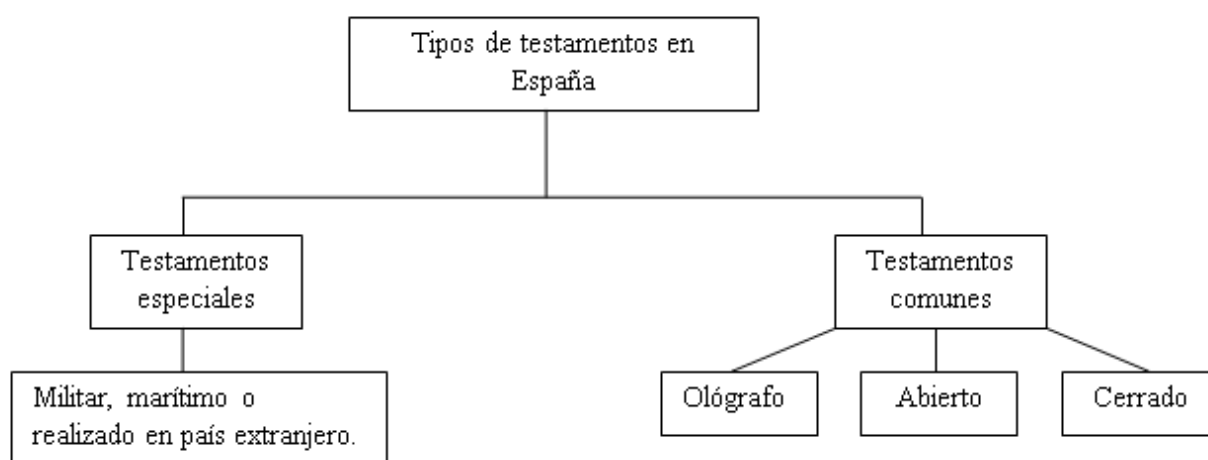 Tipos de testamentos en
España
Testamentos
especiales
Testamentos
comunes
Militar, marítimo o
realizado en país extranjero.
Ológrafo
Abierto
Cerrado